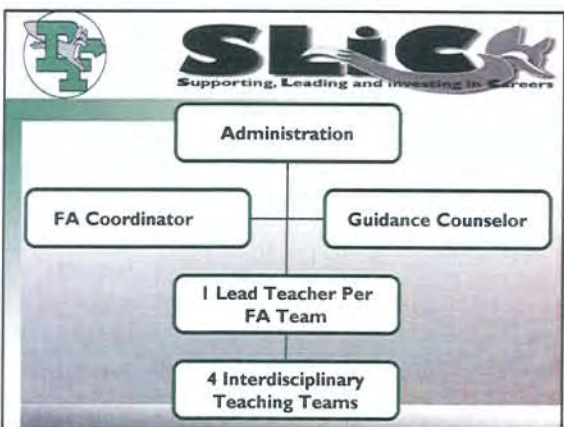 SLiC
Supporting, Leading and Investing in Careers
Administration
FA Coordinator
Guidance Counselor
1 Lead Teacher Per
FA Team
4 Interdisciplinary
Teaching Teams